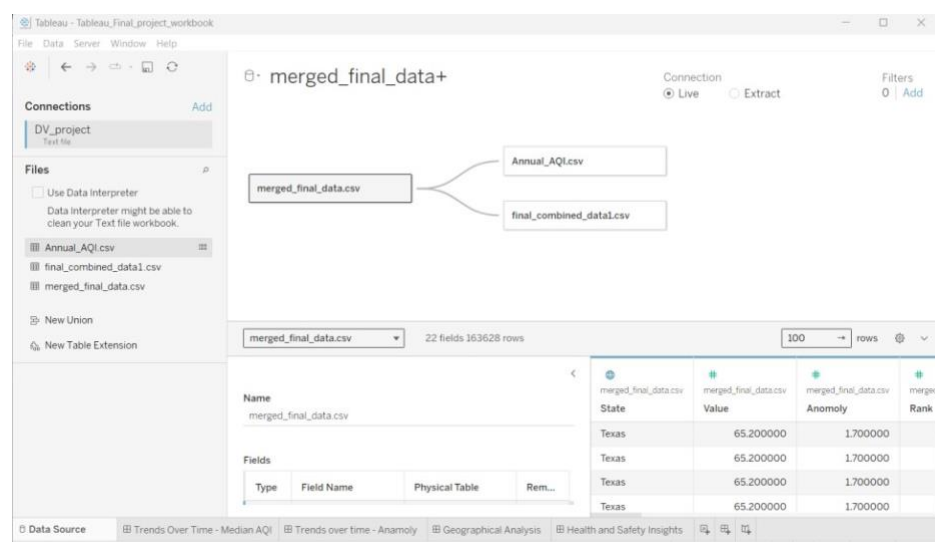 Tableau - Tableau_Final_project_workbook
File Data Server Window Help
merged_final_data+
Connection
Live
Extract
Filters
0 Add
Connections
Add
DV_project
Text file
Files
Use Data Interpreter
Data Interpreter might be able to
clean your Text file workbook.
Annual_AQI.csv
final_combined_data1.csv
merged_final_data.csv
New Union
New Table Extension
merged_final_data.csv
Annual_AQI.csv
final_combined_data1.csv
merged_final_data.csv
22 fields 163628 rows
100
rows
Name
merged_final_data.csv
Fields
Type Field Name Physical Table Rem...
merged_final_data.csv merged_final_data.csv merged_final_data.csv merge
State Value Anomoly Rank
Texas 65.200000 1.700000
Texas 65.200000 1.700000
Texas 65.200000 1.700000
Texas 65.200000 1.700000
Data Source Trends Over Time - Median AQI Trends over time - Anamoly Geographical Analysis Health and Safety Insights